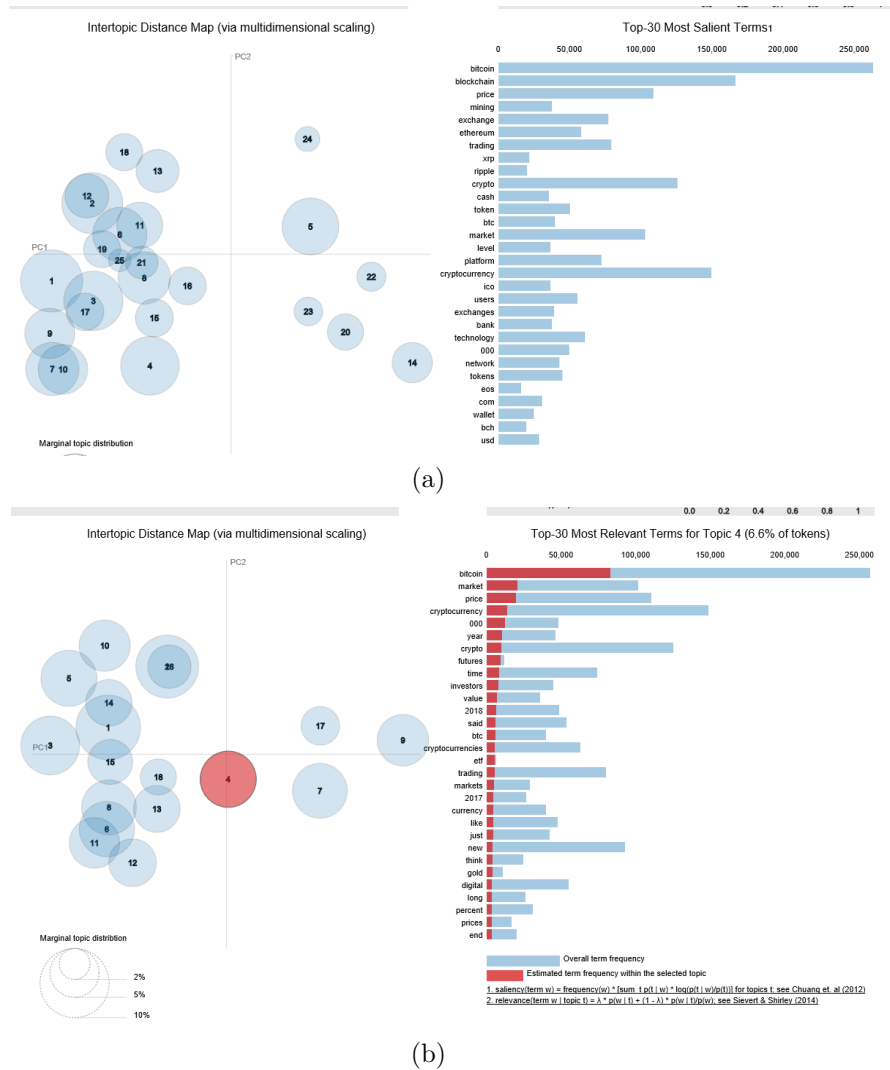 Intertopic Distance Map (via multidimensional scaling)
PC2
PC1
24
18
13
12
2
11
6
5
19
25
21
8
22
1
16
3
17
23
15
9
20
4
14
7
10
Marginal topic distribution
Top-30 Most Salient Terms1
0 50,000 100,000 150,000 200,000 250,000
bitcoin
blockchain
price
mining
exchange
ethereum
trading
xrp
ripple
crypto
cash
token
btc
market
level
platform
cryptocurrency
ico
users
exchanges
bank
technology
000
network
tokens
eos
com
wallet
bch
usd
(a)
0.0 0.2 0.4 0.6 0.8 1
Intertopic Distance Map (via multidimensional scaling)
PC2
PC1
10
26
5
14
1
17
3
9
15
18
4
7
8
13
6
11
12
Marginal topic distribtion
2%
5%
10%
Top-30 Most Relevant Terms for Topic 4 (6.6% of tokens)
0 50,000 100,000 150,000 200,000 250,000
bitcoin
market
price
cryptocurrency
000
year
crypto
futures
time
investors
value
2018
said
btc
cryptocurrencies
etf
trading
markets
2017
currency
like
just
new
think
gold
digital
long
percent
prices
end
Overall term frequency
Estimated term frequency within the selected topic
1. saliency(term w) = frequency(w) * [sum_t p(t | w) * log(p(t | w)/p(t))] for topics t; see Chuang et. al (2012)
2. relevance(term w | topic t) = λ * p(w | t) + (1 - λ) * p(w | t)/p(w); see Sievert & Shirley (2014)
(b)